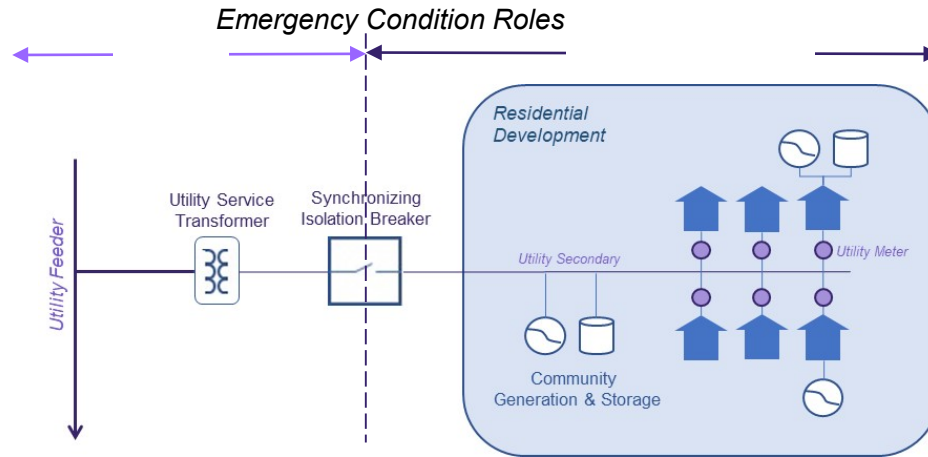 Emergency Condition Roles
Residential
Development
Utility Service
Transformer
Synchronizing
Isolation Breaker
Utility Feeder
Utility Secondary
Utility Meter
Community
Generation & Storage